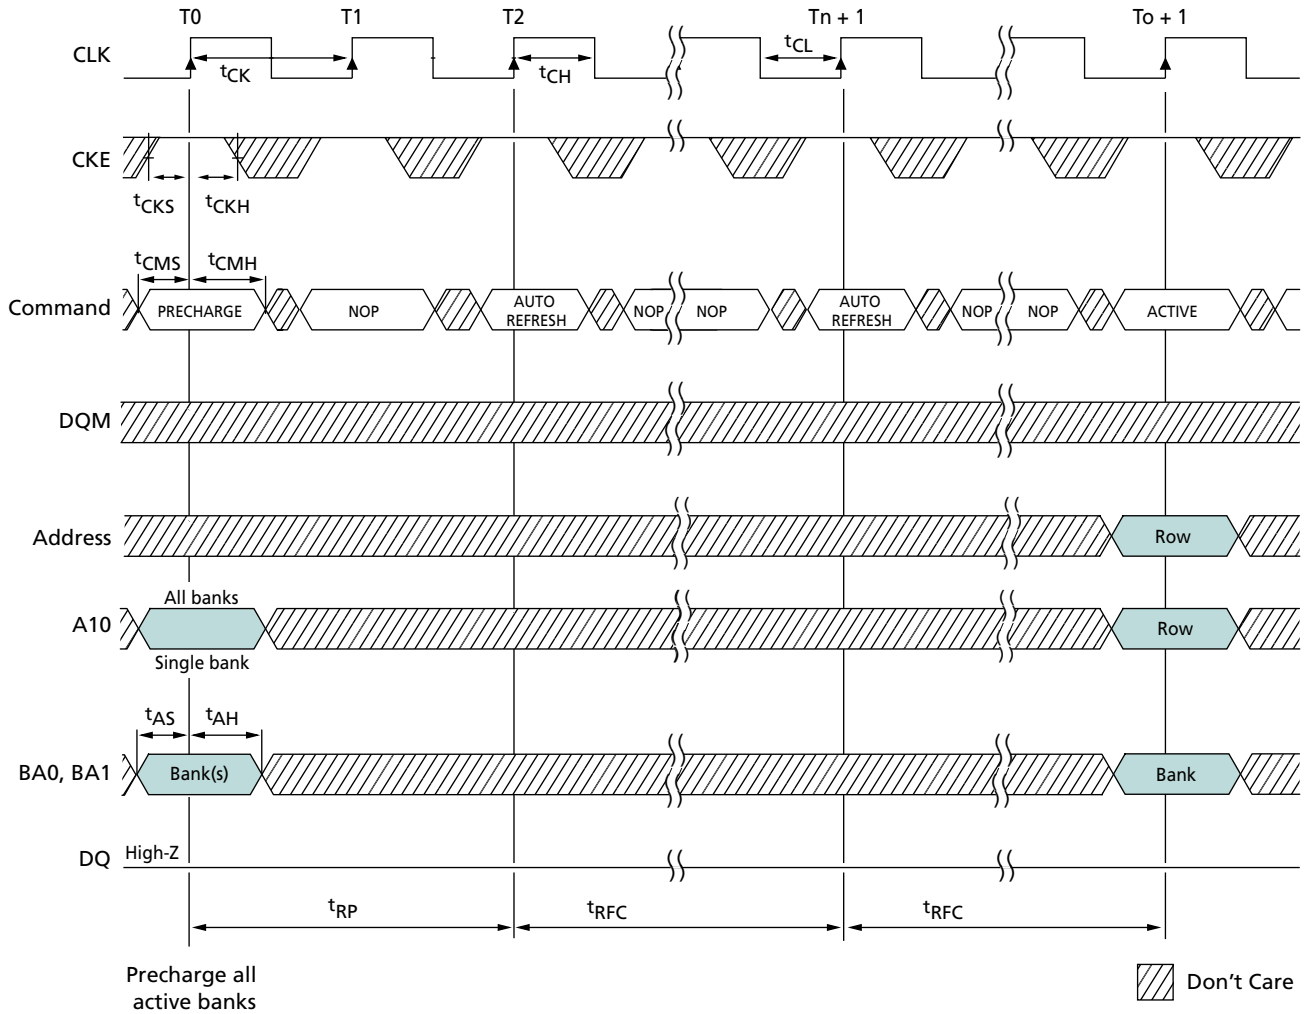 T0 T1 T2 Tn + 1 To + 1
CLK
tCK tCH tCL
CKE
tCKS tCKH
tCMS tCMH
Command PRECHARGE NOP AUTO REFRESH NOP NOP AUTO REFRESH NOP NOP ACTIVE
DQM
Address Row
All banks
A10 Row
Single bank
tAS tAH
BA0, BA1 Bank(s) Bank
DQ High-Z
tRP tRFC tRFC
Precharge all
active banks
Don't Care